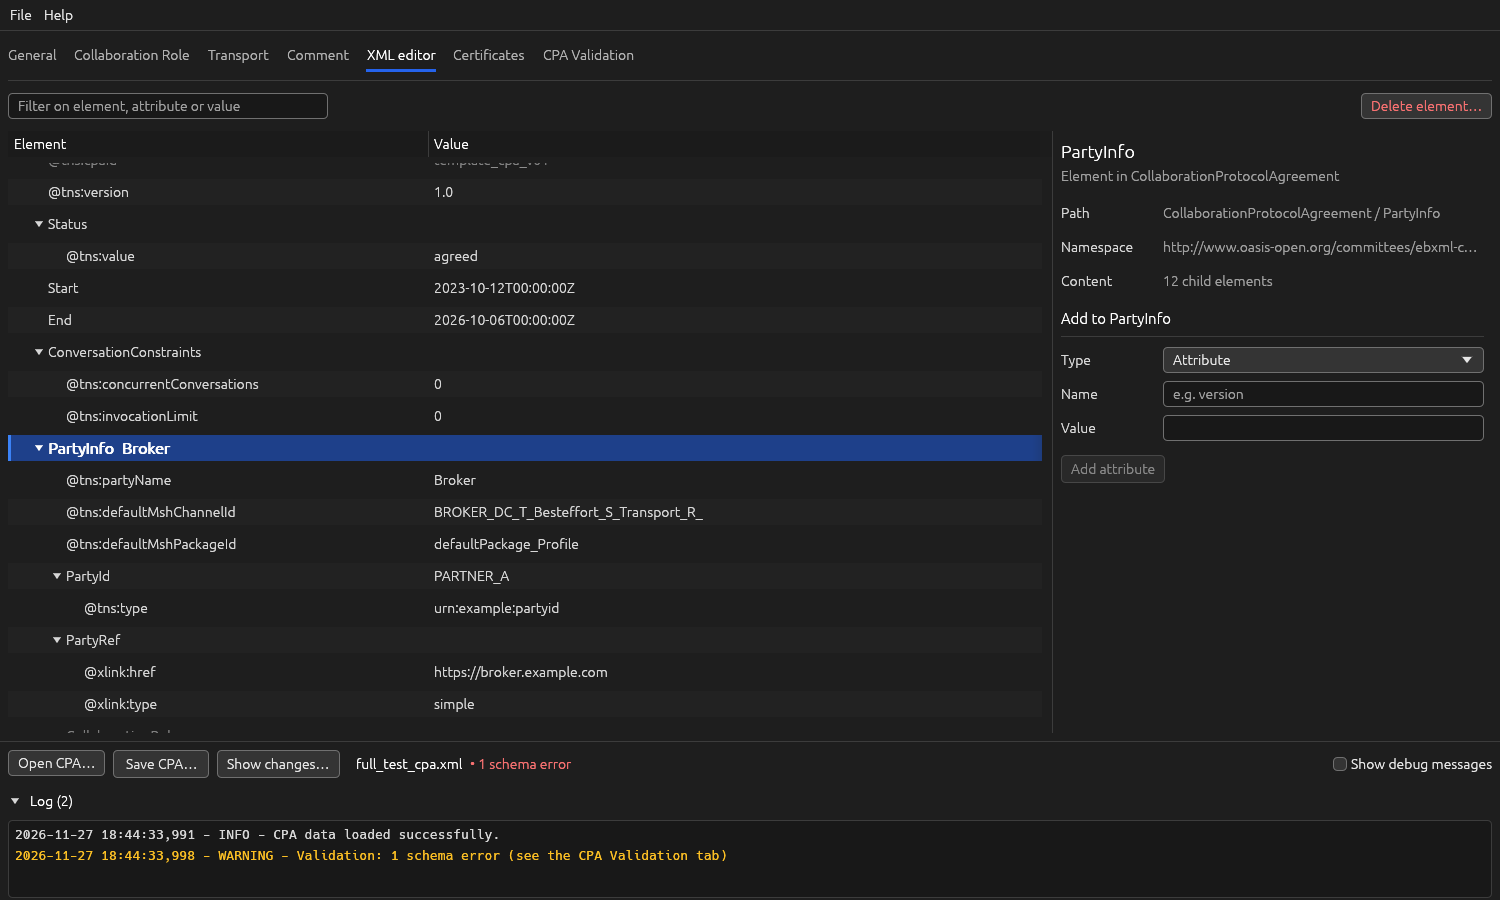 File Help
General Collaboration Role Transport Comment XML editor Certificates CPA Validation
Filter on element, attribute or value
Delete element...
Element Value
@tns:version 1.0
Status
@tns:value agreed
Start 2023-10-12T00:00:00Z
End 2026-10-06T00:00:00Z
ConversationConstraints
@tns:concurrentConversations 0
@tns:invocationLimit 0
PartyInfo Broker
@tns:partyName Broker
@tns:defaultMshChannelId BROKER_DC_T_Besteffort_S_Transport_R_
@tns:defaultMshPackageId defaultPackage_Profile
PartyId PARTNER_A
@tns:type urn:example:partyid
PartyRef
@xlink:href https://broker.example.com
@xlink:type simple
PartyInfo
Element in CollaborationProtocolAgreement
Path CollaborationProtocolAgreement / PartyInfo
Namespace http://www.oasis-open.org/committees/ebxml-c...
Content 12 child elements
Add to PartyInfo
Type Attribute
Name e.g. version
Value
Add attribute
Open CPA... Save CPA... Show changes... full_test_cpa.xml • 1 schema error
Show debug messages
Log (2)
2026-11-27 18:44:33,991 - INFO - CPA data loaded successfully.
2026-11-27 18:44:33,998 - WARNING - Validation: 1 schema error (see the CPA Validation tab)